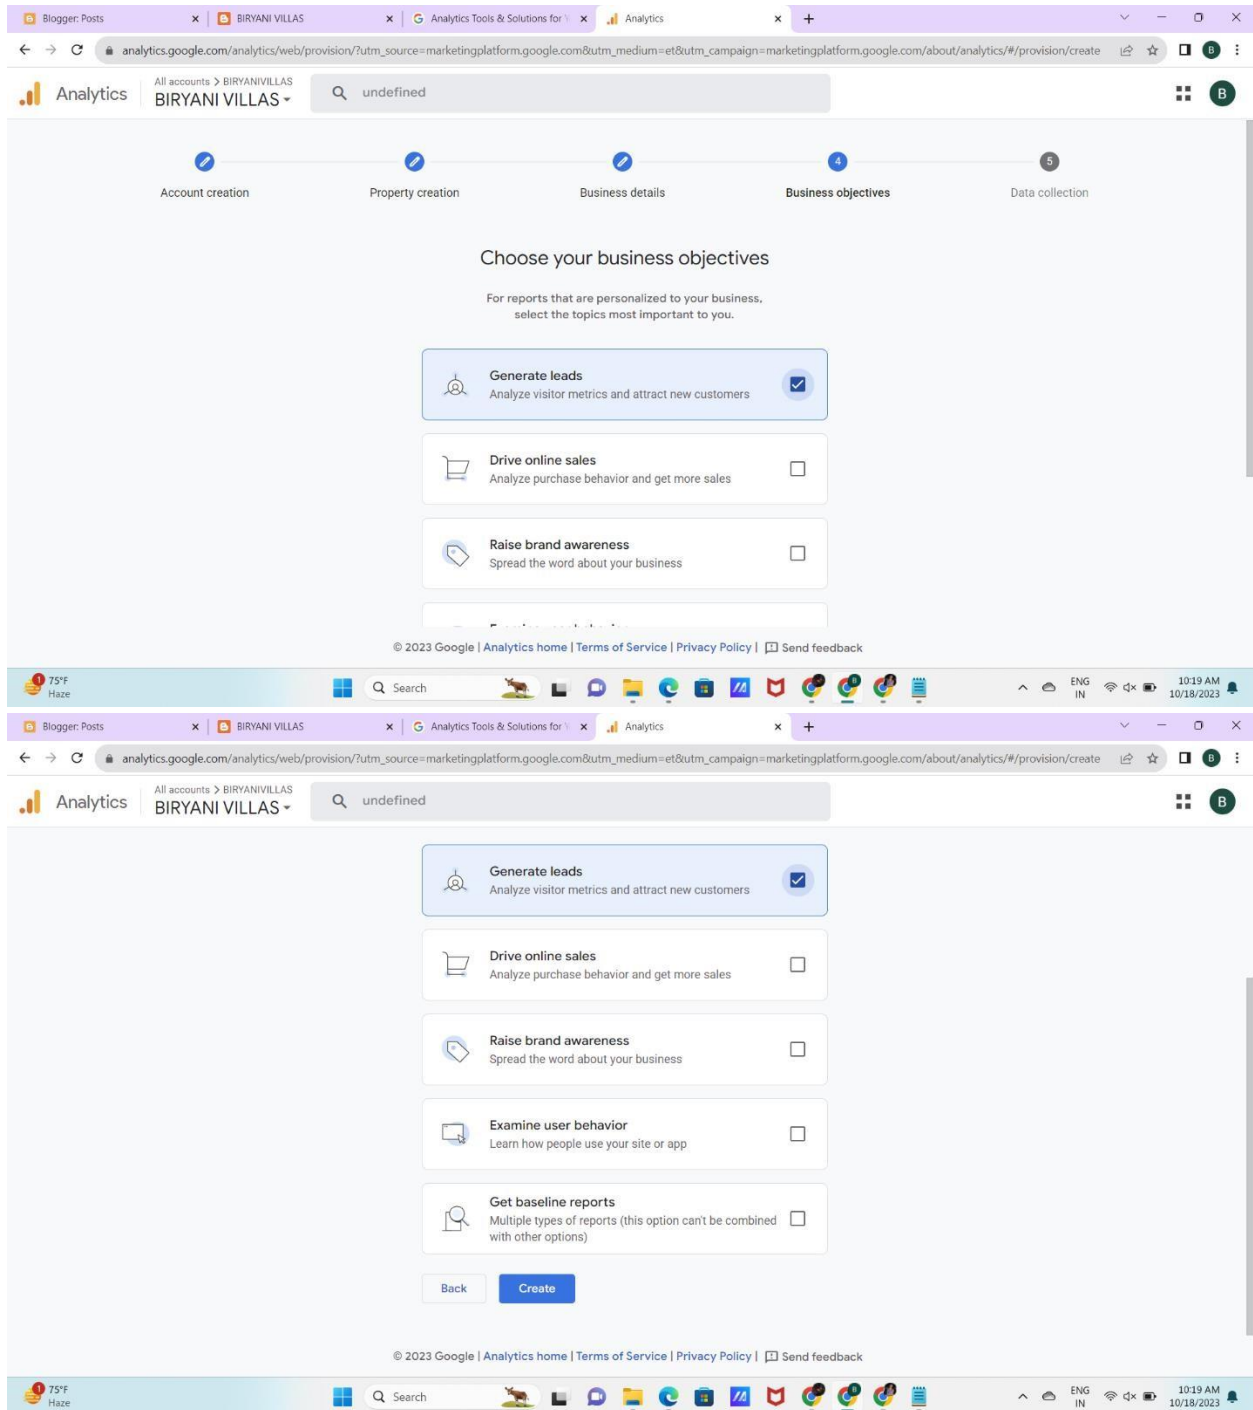 Blogger: Posts
BIRYANI VILLAS
Analytics Tools & Solutions for
Analytics
analytics.google.com/analytics/web/provision/?utm_source=marketingplatform.google.com&utm_medium=et&utm_campaign=marketingplatform.google.com/about/analytics/#/provision/create
B
Analytics
All accounts > BIRYANIVILLAS
BIRYANI VILLAS
undefined
B
4
5
Account creation
Property creation
Business details
Business objectives
Data collection
Choose your business objectives
For reports that are personalized to your business,
select the topics most important to you.
Generate leads
Analyze visitor metrics and attract new customers
Drive online sales
Analyze purchase behavior and get more sales
Raise brand awareness
Spread the word about your business
© 2023 Google | Analytics home | Terms of Service | Privacy Policy | Send feedback
1
75°F
Haze
Search
ENG
IN
10:19 AM
10/18/2023
Blogger: Posts
BIRYANI VILLAS
Analytics Tools & Solutions for
Analytics
analytics.google.com/analytics/web/provision/?utm_source=marketingplatform.google.com&utm_medium=et&utm_campaign=marketingplatform.google.com/about/analytics/#/provision/create
B
Analytics
All accounts > BIRYANIVILLAS
BIRYANI VILLAS
undefined
B
Generate leads
Analyze visitor metrics and attract new customers
Drive online sales
Analyze purchase behavior and get more sales
Raise brand awareness
Spread the word about your business
Examine user behavior
Learn how people use your site or app
Get baseline reports
Multiple types of reports (this option can't be combined
with other options)
Back
Create
© 2023 Google | Analytics home | Terms of Service | Privacy Policy | Send feedback
1
75°F
Haze
Search
ENG
IN
10:19 AM
10/18/2023